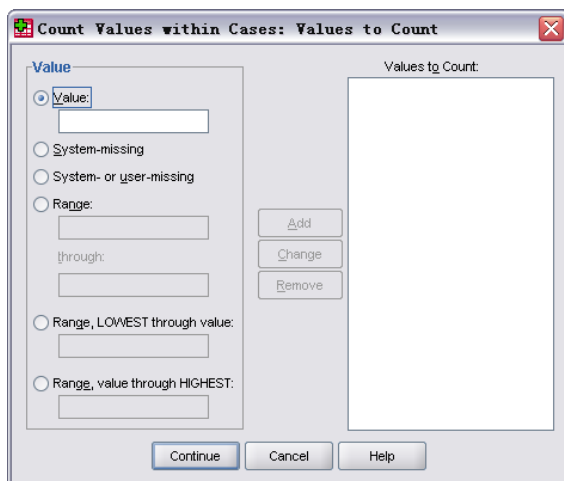 Count Values within Cases: Values to Count
Value
Value:
System-missing
System- or user-missing
Range:
through:
Range, LOWEST through value:
Range, value through HIGHEST:
Add
Change
Remove
Values to Count:
Continue
Cancel
Help